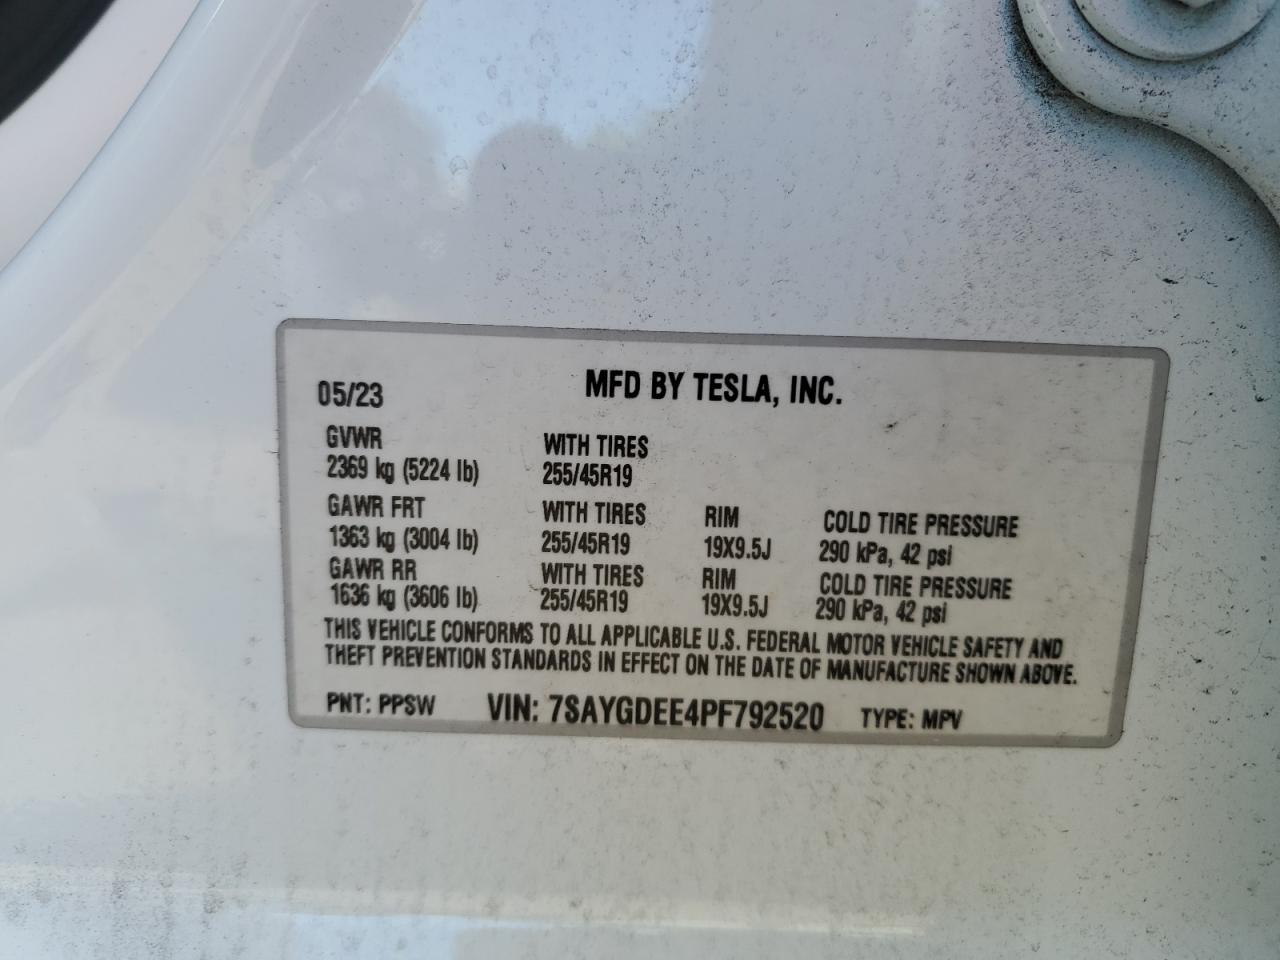 05/23 MFD BY TESLA, INC.
GVWR WITH TIRES
2369 kg (5224 lb) 255/45R19
GAWR FRT WITH TIRES RIM COLD TIRE PRESSURE
1363 kg (3004 lb) 255/45R19 19X9.5J 290 kPa, 42 psi
GAWR RR WITH TIRES RIM COLD TIRE PRESSURE
1636 kg (3606 lb) 255/45R19 19X9.5J 290 kPa, 42 psi
THIS VEHICLE CONFORMS TO ALL APPLICABLE U.S. FEDERAL MOTOR VEHICLE SAFETY AND
THEFT PREVENTION STANDARDS IN EFFECT ON THE DATE OF MANUFACTURE SHOWN ABOVE.
PNT: PPSW VIN: 7SAYGDEE4PF792520 TYPE: MPV